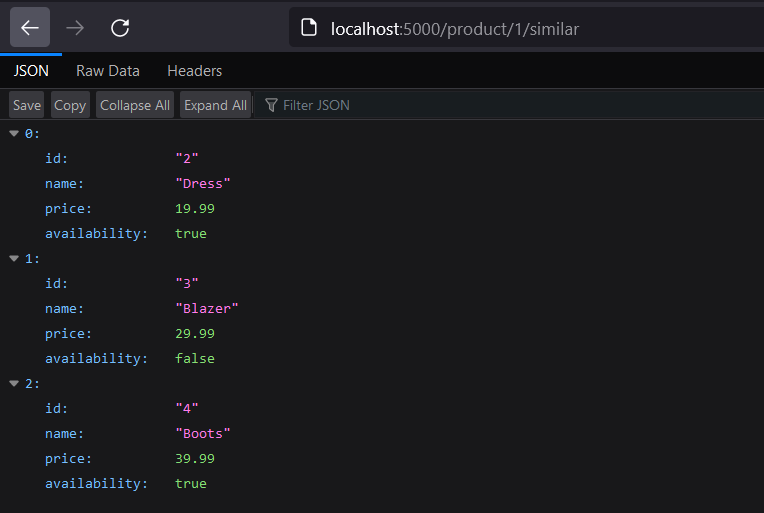 localhost:5000/product/1/similar
JSON Raw Data Headers
Save Copy Collapse All Expand All Filter JSON
0:
id: "2"
name: "Dress"
price: 19.99
availability: true
1:
id: "3"
name: "Blazer"
price: 29.99
availability: false
2:
id: "4"
name: "Boots"
price: 39.99
availability: true